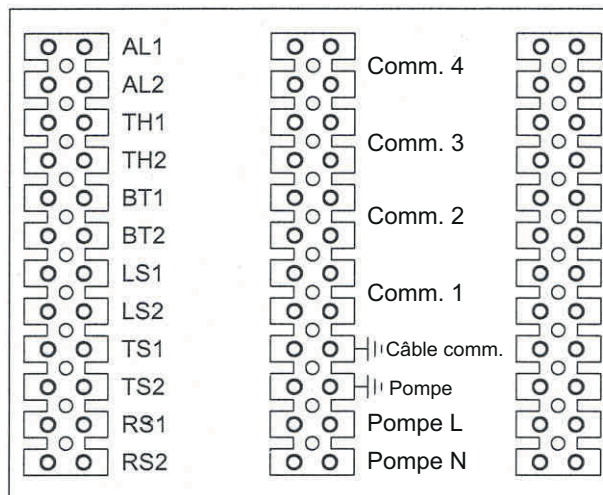 AL1
AL2
TH1
TH2
BT1
BT2
LS1
LS2
TS1
TS2
RS1
RS2
Comm. 4
Comm. 3
Comm. 2
Comm. 1
Câble comm.
Pompe
Pompe L
Pompe N